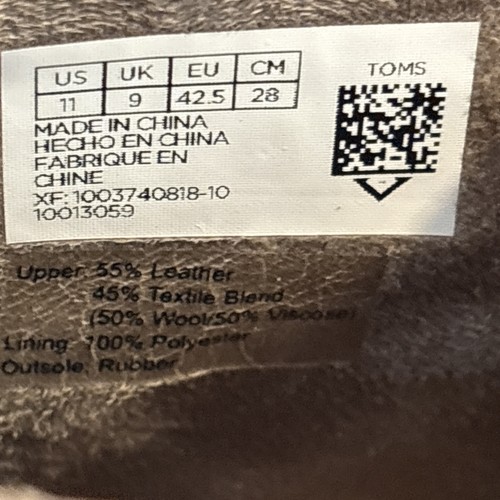 US UK EU CM
11 9 42.5 28
TOMS
MADE IN CHINA
HECHO EN CHINA
FABRIQUE EN
CHINE
XF: 1003740818-10
10013059
Upper: 55% Leather
45% Textile Blend
(50% Wool/50% Viscose)
Lining: 100% Polyester
Outsole: Rubber